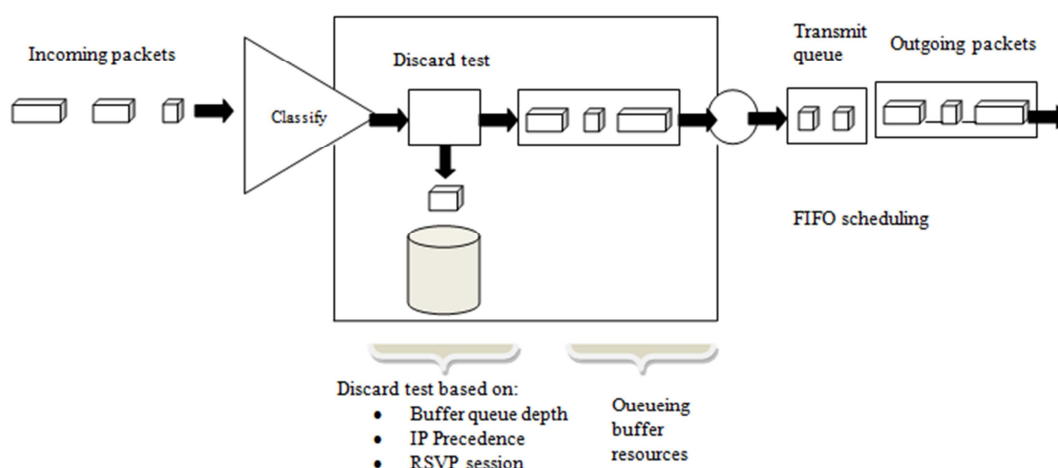 Incoming packets
Classify
Discard test
Transmit
queue
Outgoing packets
FIFO scheduling
Discard test based on:
• Buffer queue depth
• IP Precedence
• RSVP session
Queueing
buffer
resources